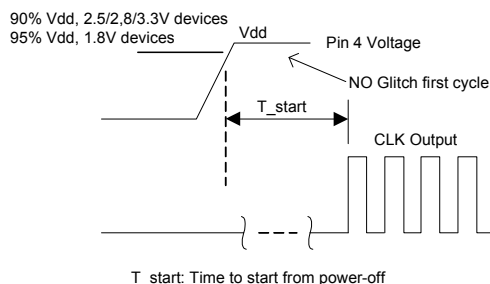 90% Vdd, 2.5/2,8/3.3V devices
95% Vdd, 1.8V devices
Vdd
Pin 4 Voltage
NO Glitch first cycle
T_start
CLK Output
T_start: Time to start from power-off